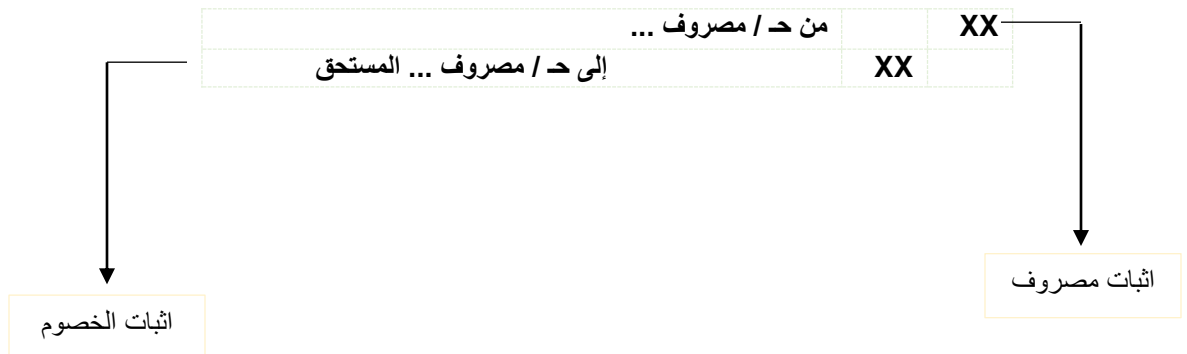 XX من حـ / مصروف ...
XX إلى حـ / مصروف ... المستحق
اثبات مصروف
اثبات الخصوم